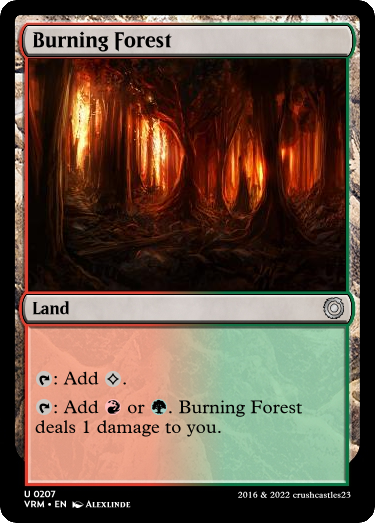 Burning Forest
Land
: Add .
: Add or . Burning Forest
deals 1 damage to you.
U 0207
VRM • EN Alexlinde
2016 & 2022 crushcastles23